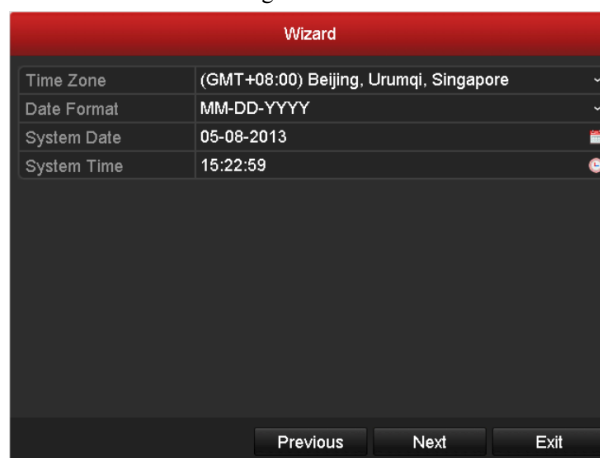 Wizard
Time Zone (GMT+08:00) Beijing, Urumqi, Singapore
Date Format MM-DD-YYYY
System Date 05-08-2013
System Time 15:22:59
Previous Next Exit